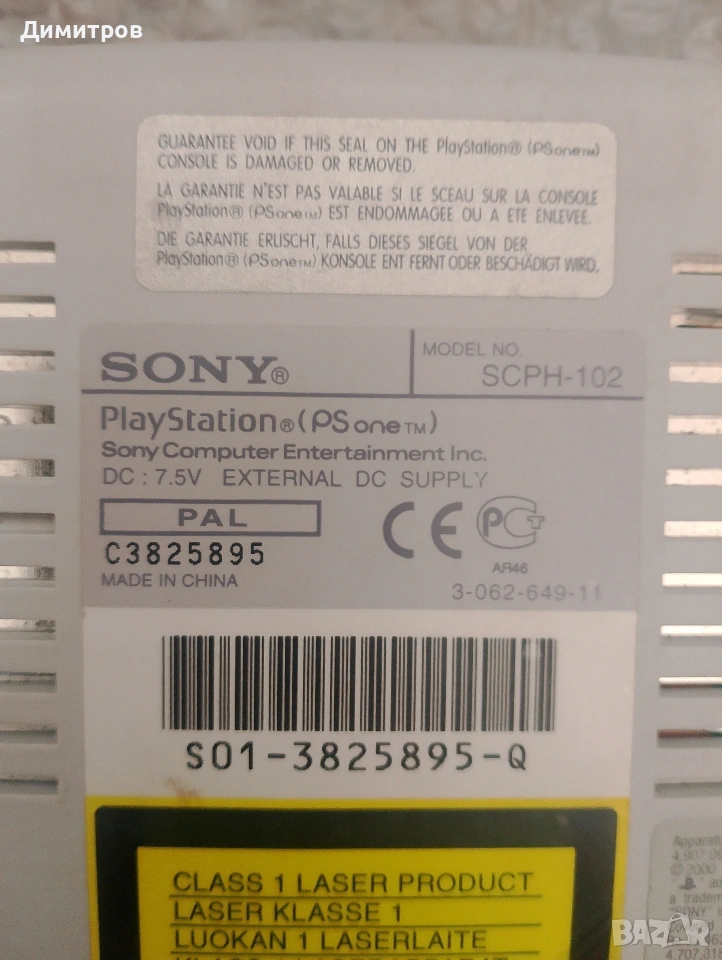 Димитров
GUARANTEE VOID IF THIS SEAL ON THE PlayStation® (PSone™)
CONSOLE IS DAMAGED OR REMOVED.
LA GARANTIE N'EST PAS VALABLE SI LE SCEAU SUR LA CONSOLE
PlayStation® (PSone™) EST ENDOMMAGEE OU A ETE ENLEVEE.
DIE GARANTIE ERLISCHT, FALLS DIESES SIEGEL VON DER
PlayStation® (PSone™) KONSOLE ENT FERNT ODER BESCHÄDIGT WIRD.
SONY®
MODEL NO.
SCPH-102
PlayStation®(PSone™)
Sony Computer Entertainment Inc.
DC : 7.5V EXTERNAL DC SUPPLY
PAL
CE
C3825895
MADE IN CHINA
AR46
3-062-649-11
S01-3825895-Q
CLASS 1 LASER PRODUCT
LASER KLASSE 1
LUOKAN 1 LASERLAITE
© 2000
"SONY"
BAZAR